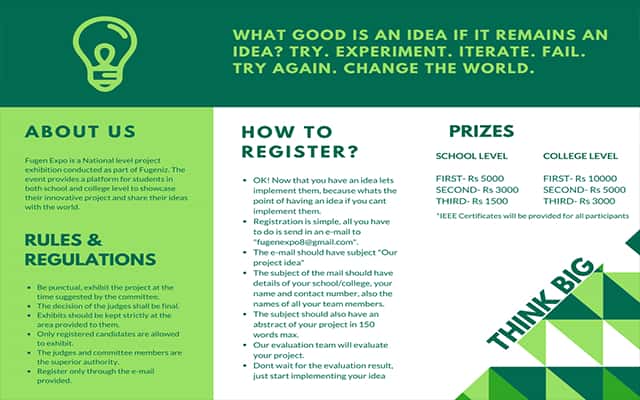 WHAT GOOD IS AN IDEA IF IT REMAINS AN
IDEA? TRY. EXPERIMENT. ITERATE. FAIL.
TRY AGAIN. CHANGE THE WORLD.
ABOUT US
Fugen Expo is a National level project
exhibition conducted as part of Fugeniz. The
event provides a platform for students in
both school and college level to showcase
their innovative project and share their ideas
with the world.
RULES &
REGULATIONS
• Be punctual, exhibit the project at the
time suggested by the committee.
• The decision of the judges shall be final.
• Exhibits should be kept strictly at the
area provided to them.
• Only registered candidates are allowed
to exhibit.
• The judges and committee members are
the superior authority.
• Register only through the e-mail
provided.
HOW TO
REGISTER?
• OK! Now that you have an idea lets
implement them, because whats the
point of having an idea if you cant
implement them.
• Registration is simple, all you have
to do is send in an e-mail to
"fugenexpo8@gmail.com".
• The e-mail should have subject "Our
project idea"
• The subject of the mail should have
details of your school/college, your
name and contact number, also the
names of all your team members.
• The subject should also have an
abstract of your project in 150
words max.
• Our evaluation team will evaluate
your project.
• Dont wait for the evaluation result,
just start implementing your idea
PRIZES
SCHOOL LEVEL
FIRST- Rs 5000
SECOND- Rs 3000
THIRD- Rs 1500
COLLEGE LEVEL
FIRST- Rs 10000
SECOND- Rs 5000
THIRD- Rs 3000
*IEEE Certificates will be provided for all participants
THINK BIG